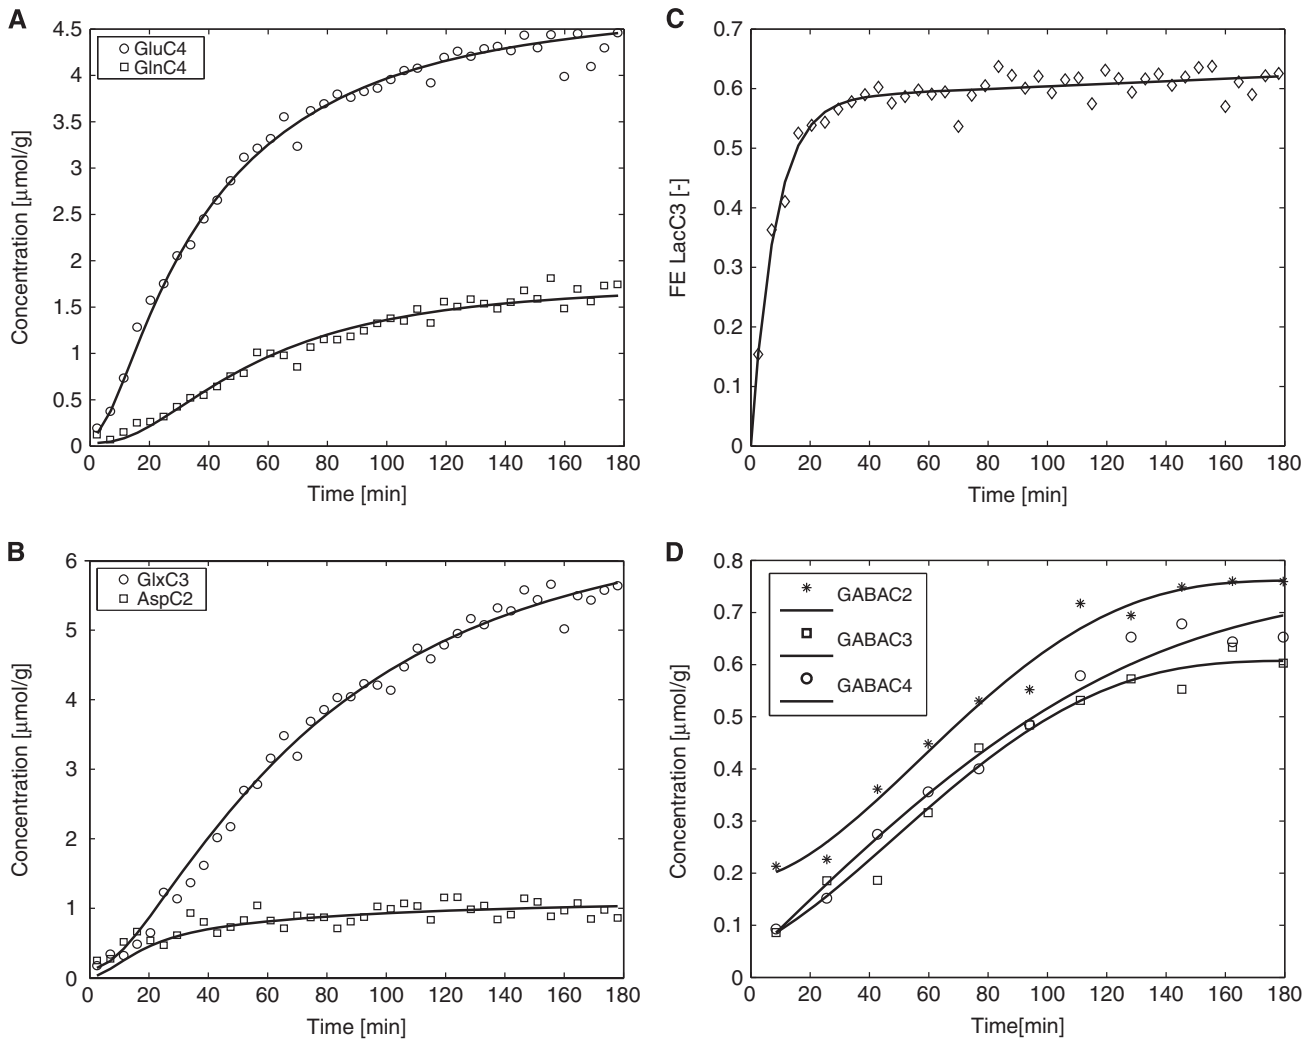 A
4.5
4
3.5
3
2.5
2
1.5
1
0.5
0
GluC4
GlnC4
Concentration [μmol/g]
0 20 40 60 80 100 120 140 160 180
Time [min]
C
0.7
0.6
0.5
0.4
0.3
0.2
0.1
0
FE LacC3 [-]
0 20 40 60 80 100 120 140 160 180
Time [min]
B
6
5
4
3
2
1
0
GlxC3
AspC2
Concentration [μmol/g]
0 20 40 60 80 100 120 140 160 180
Time [min]
D
0.8
0.7
0.6
0.5
0.4
0.3
0.2
0.1
0
GABAC2
GABAC3
GABAC4
Concentration [μmol/g]
0 20 40 60 80 100 120 140 160 180
Time[min]